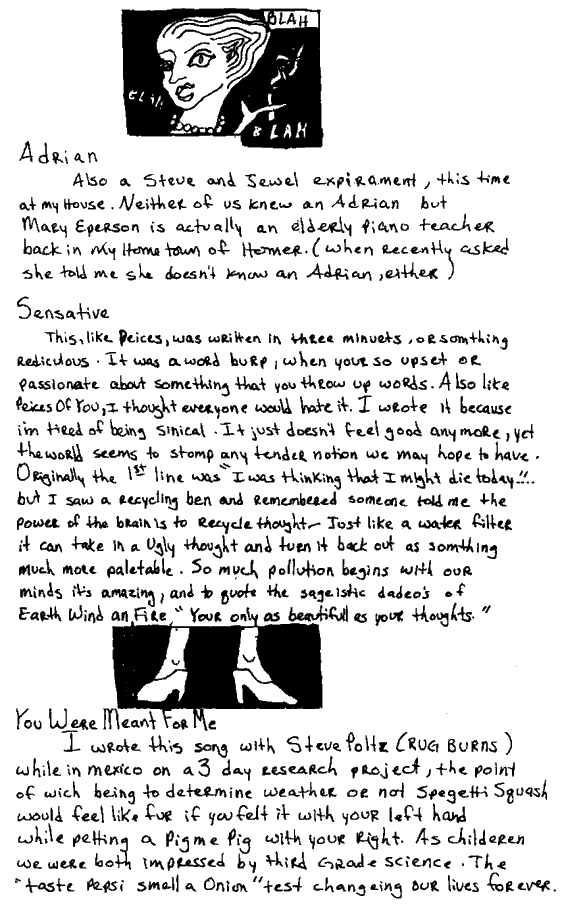 BLAH
BLAH
BLAH
Adrian
Also a Steve and Jewel expirament, this time
at my House. Neither of us knew an Adrian but
Mary Eperson is actually an elderly piano teacher
back in my Home town of Homer. (when recently asked
she told me she doesn't know an Adrian, either)
Sensative
This, like Peices, was written in three minuets, or somthing
rediculous. It was a word burp, when your so upset or
passionate about something that you throw up words. Also like
Peices Of You, I thought everyone would hate it. I wrote it because
im tired of being sinical. It just doesn't feel good anymore, yet
the world seems to stomp any tender notion we may hope to have.
Originally the 1st line was "I was thinking that I might die today"...
but I saw a recycling ben and remembered someone told me the
power of the brain is to recycle thought - Just like a water filter
it can take in a ugly thought and turn it back out as somthing
much more paletable. So much pollution begins with our
minds it's amazing, and to quote the sageistic dadeo's of
Earth Wind an Fire, "Your only as beautifull as your thoughts."
You Were Meant For Me
I wrote this song with Steve Poltz (RUG BURNS)
while in mexico on a 3 day research project, the point
of wich being to determine weather or not Spegetti Squash
would feel like fur if you felt it with your left hand
while petting a Pigme Pig with your Right. As childeren
we were both impressed by third Grade science. The
"taste Pepsi smell a Onion" test changeing our lives forever.